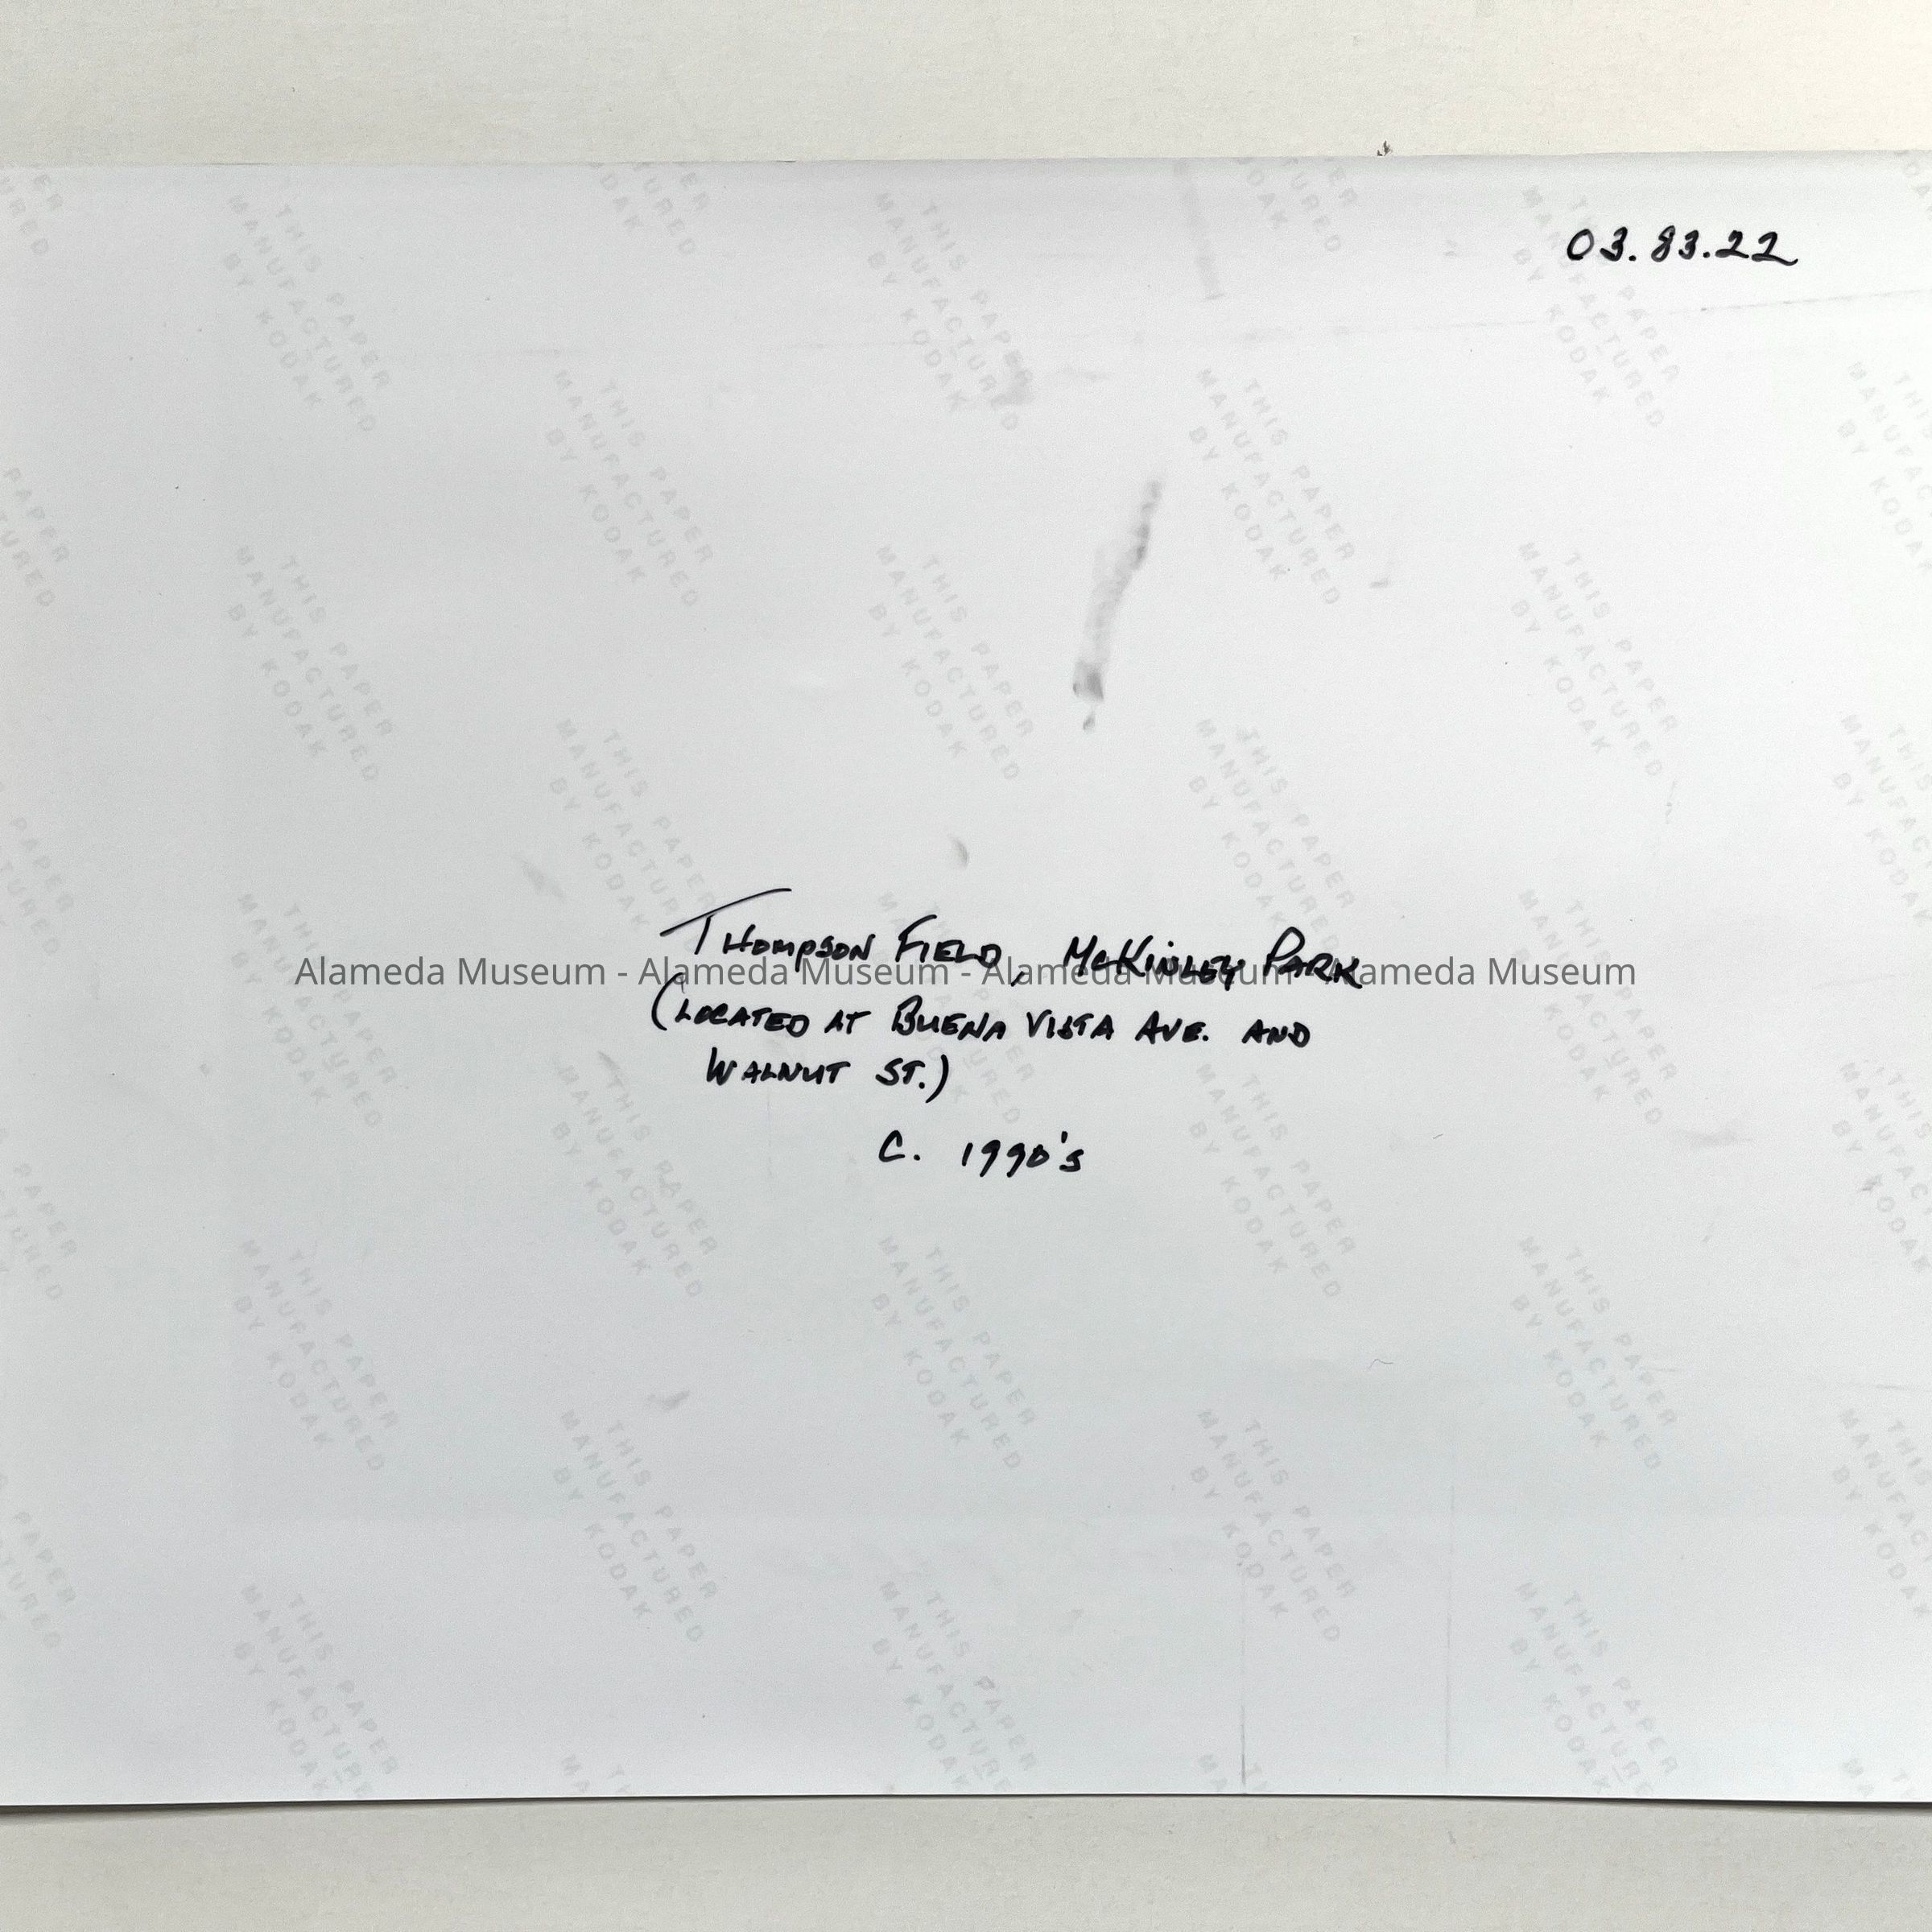 03.83.22
THOMPSON FIELD, McKINLEY PARK
Alameda Museum - Alameda Museum - Alameda Museum - Alameda Museum
(LOCATED AT BUENA VISTA AVE. AND
WALNUT ST.)
C. 1990's
THIS PAPER
MANUFACTURED
BY KODAK